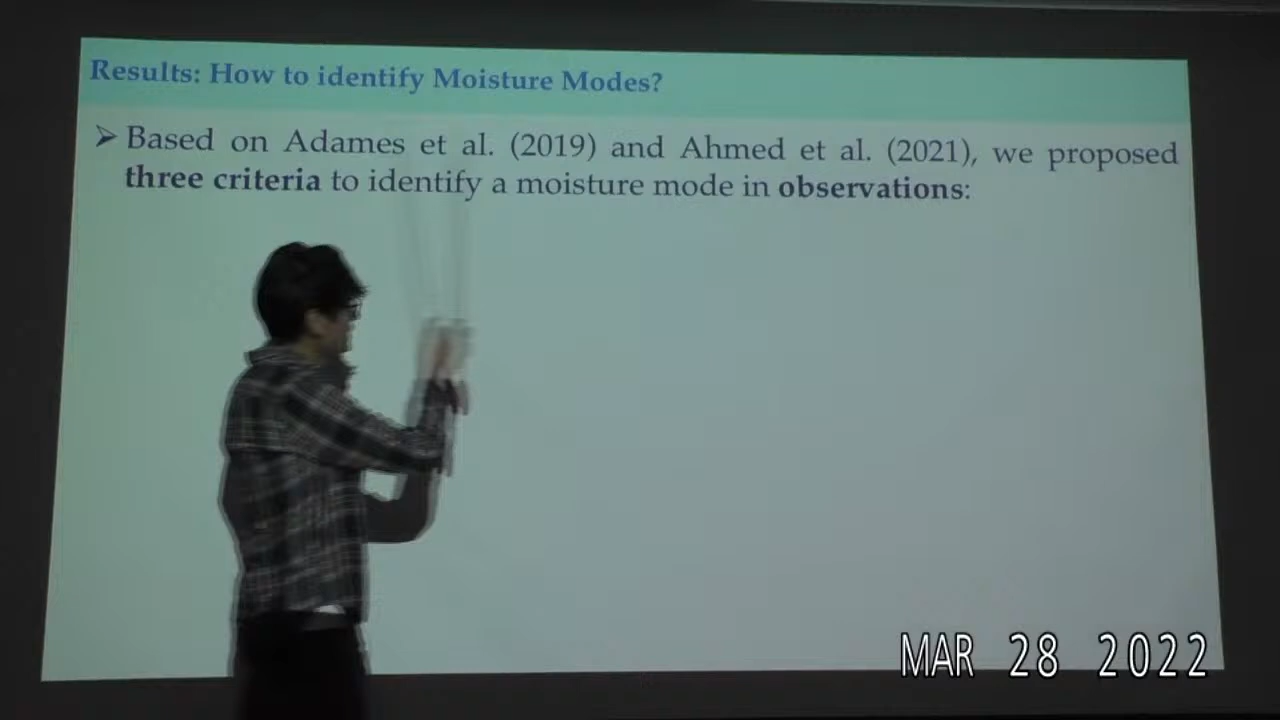 Results: How to identify Moisture Modes?
➢ Based on Adames et al. (2019) and Ahmed et al. (2021), we proposed
three criteria to identify a moisture mode in observations:
MAR 28 2022